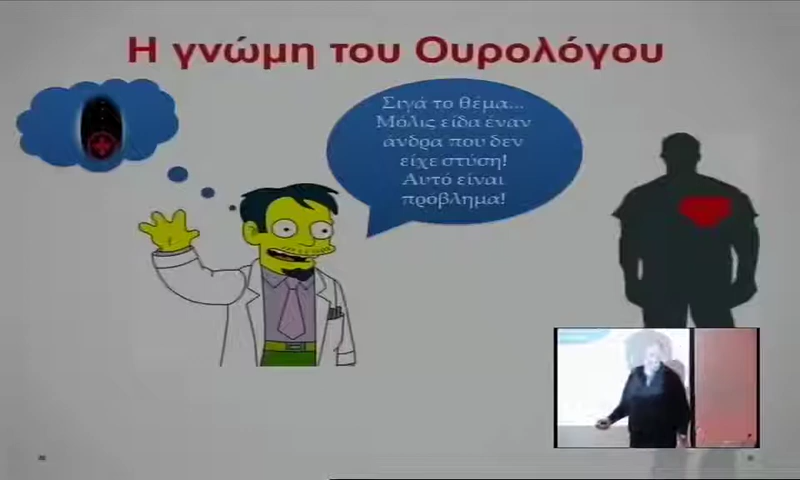 Η γνώμη του Ουρολόγου
Σιγά το θέμα...
Μόλις είδα έναν
άνδρα που δεν
είχε στύση!
Αυτό είναι
πρόβλημα!